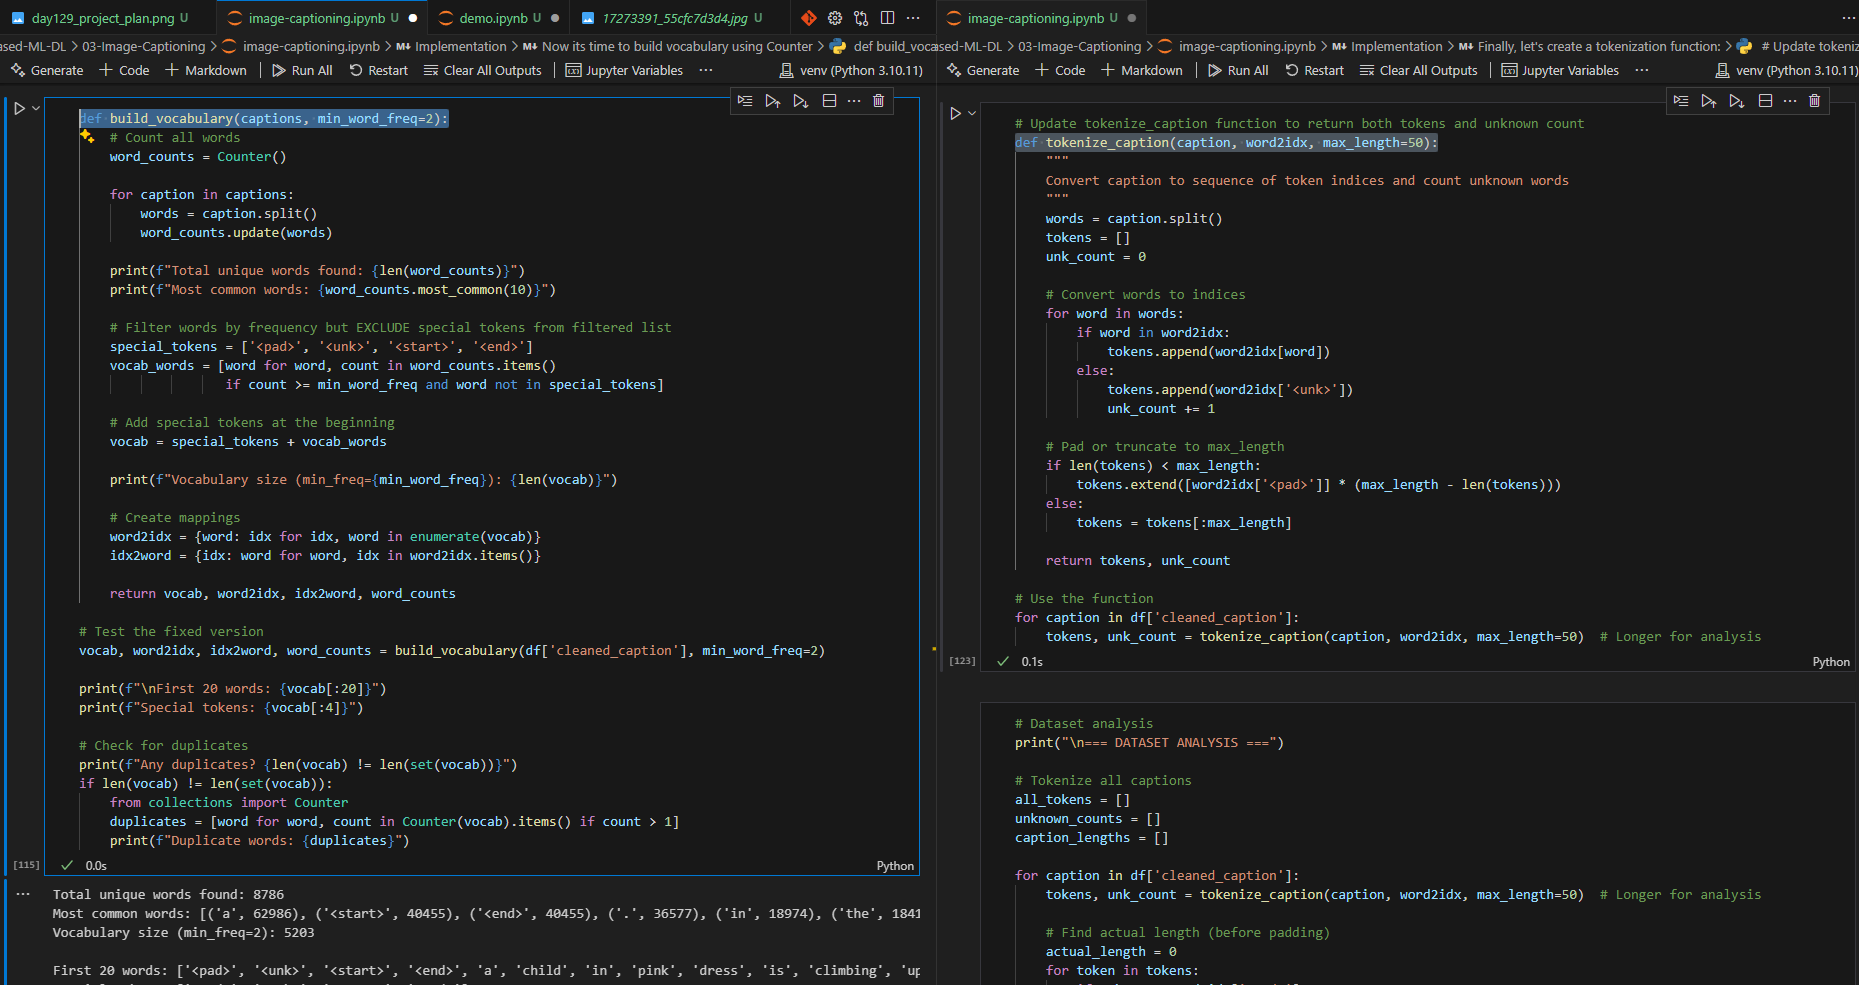 day129_project_plan.png U
image-captioning.ipynb U
demo.ipynb U
17273391_55cfc7d3d4.jpg U
ased-ML-DL > 03-Image-Captioning > image-captioning.ipynb > M↓ Implementation > M↓ Now its time to build vocabulary using Counter > def build_voca
Generate + Code + Markdown Run All Restart Clear All Outputs Jupyter Variables ... venv (Python 3.10.11)
def build_vocabulary(captions, min_word_freq=2):
# Count all words
word_counts = Counter()
for caption in captions:
words = caption.split()
word_counts.update(words)
print(f"Total unique words found: {len(word_counts)}")
print(f"Most common words: {word_counts.most_common(10)}")
# Filter words by frequency but EXCLUDE special tokens from filtered list
special_tokens = ['<pad>', '<unk>', '<start>', '<end>']
vocab_words = [word for word, count in word_counts.items()
if count >= min_word_freq and word not in special_tokens]
# Add special tokens at the beginning
vocab = special_tokens + vocab_words
print(f"Vocabulary size (min_freq={min_word_freq}): {len(vocab)}")
# Create mappings
word2idx = {word: idx for idx, word in enumerate(vocab)}
idx2word = {idx: word for word, idx in word2idx.items()}
return vocab, word2idx, idx2word, word_counts
# Test the fixed version
vocab, word2idx, idx2word, word_counts = build_vocabulary(df['cleaned_caption'], min_word_freq=2)
print(f"\nFirst 20 words: {vocab[:20]}")
print(f"Special tokens: {vocab[:4]}")
# Check for duplicates
print(f"Any duplicates? {len(vocab) != len(set(vocab))}")
if len(vocab) != len(set(vocab)):
from collections import Counter
duplicates = [word for word, count in Counter(vocab).items() if count > 1]
print(f"Duplicate words: {duplicates}")
[115] ✓ 0.0s Python
... Total unique words found: 8786
Most common words: [('a', 62986), ('<start>', 40455), ('<end>', 40455), ('.', 36577), ('in', 18974), ('the', 1841
Vocabulary size (min_freq=2): 5203
First 20 words: ['<pad>', '<unk>', '<start>', '<end>', 'a', 'child', 'in', 'pink', 'dress', 'is', 'climbing', 'up
image-captioning.ipynb U
ased-ML-DL > 03-Image-Captioning > image-captioning.ipynb > M↓ Implementation > M↓ Finally, let's create a tokenization function: > # Update tokeniz
Generate + Code + Markdown Run All Restart Clear All Outputs Jupyter Variables ... venv (Python 3.10.11)
# Update tokenize_caption function to return both tokens and unknown count
def tokenize_caption(caption, word2idx, max_length=50):
"""
Convert caption to sequence of token indices and count unknown words
"""
words = caption.split()
tokens = []
unk_count = 0
# Convert words to indices
for word in words:
if word in word2idx:
tokens.append(word2idx[word])
else:
tokens.append(word2idx['<unk>'])
unk_count += 1
# Pad or truncate to max_length
if len(tokens) < max_length:
tokens.extend([word2idx['<pad>']] * (max_length - len(tokens)))
else:
tokens = tokens[:max_length]
return tokens, unk_count
# Use the function
for caption in df['cleaned_caption']:
tokens, unk_count = tokenize_caption(caption, word2idx, max_length=50) # Longer for analysis
[123] ✓ 0.1s Python
# Dataset analysis
print("\n=== DATASET ANALYSIS ===")
# Tokenize all captions
all_tokens = []
unknown_counts = []
caption_lengths = []
for caption in df['cleaned_caption']:
tokens, unk_count = tokenize_caption(caption, word2idx, max_length=50) # Longer for analysis
# Find actual length (before padding)
actual_length = 0
for token in tokens: